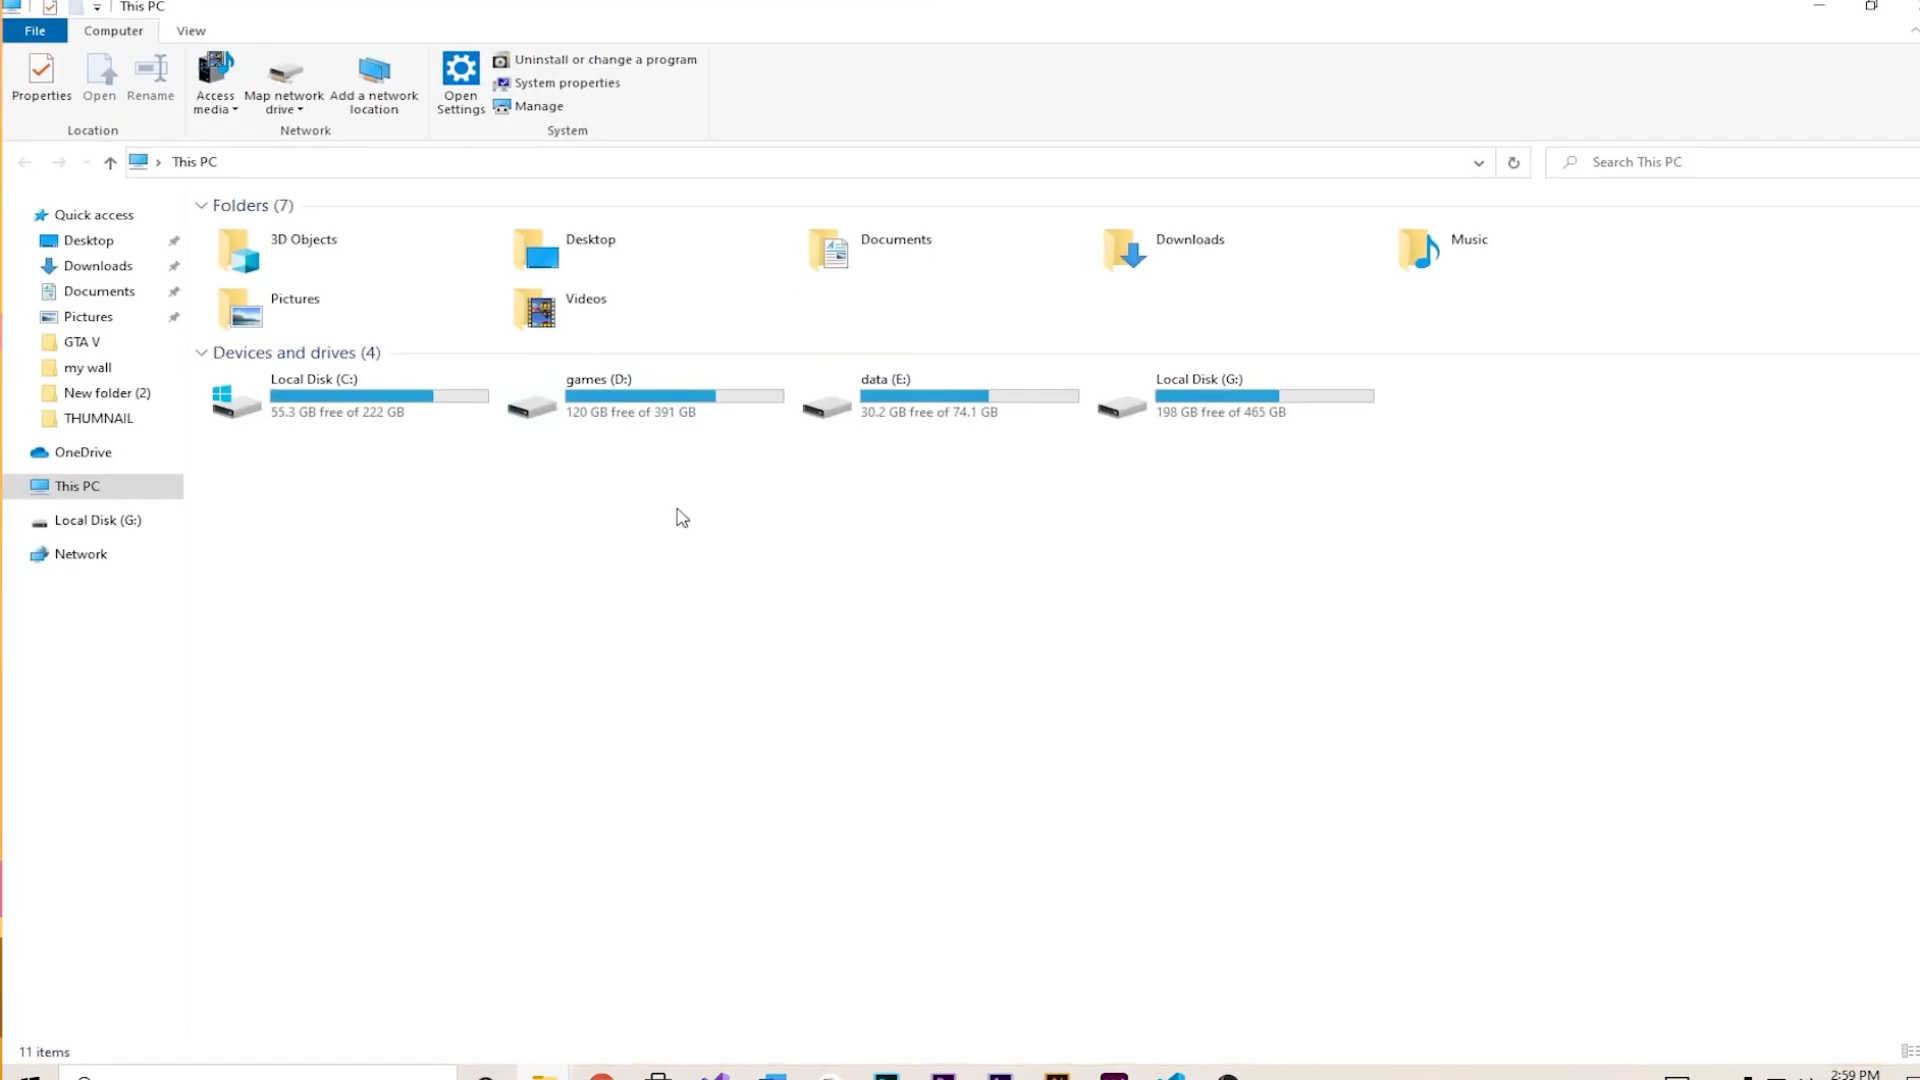 This PC
File Computer View
Properties Open Rename Access media Map network drive Add a network location Open Settings Uninstall or change a program
System properties
Manage
Location Network System
This PC Search This PC
Quick access
Desktop
Downloads
Documents
Pictures
GTA V
my wall
New folder (2)
THUMNAIL
OneDrive
This PC
Local Disk (G:)
Network
Folders (7)
3D Objects Desktop Documents Downloads Music
Pictures Videos
Devices and drives (4)
Local Disk (C:) games (D:) data (E:) Local Disk (G:)
55.3 GB free of 222 GB 120 GB free of 391 GB 30.2 GB free of 74.1 GB 198 GB free of 465 GB
11 items
2:59 PM